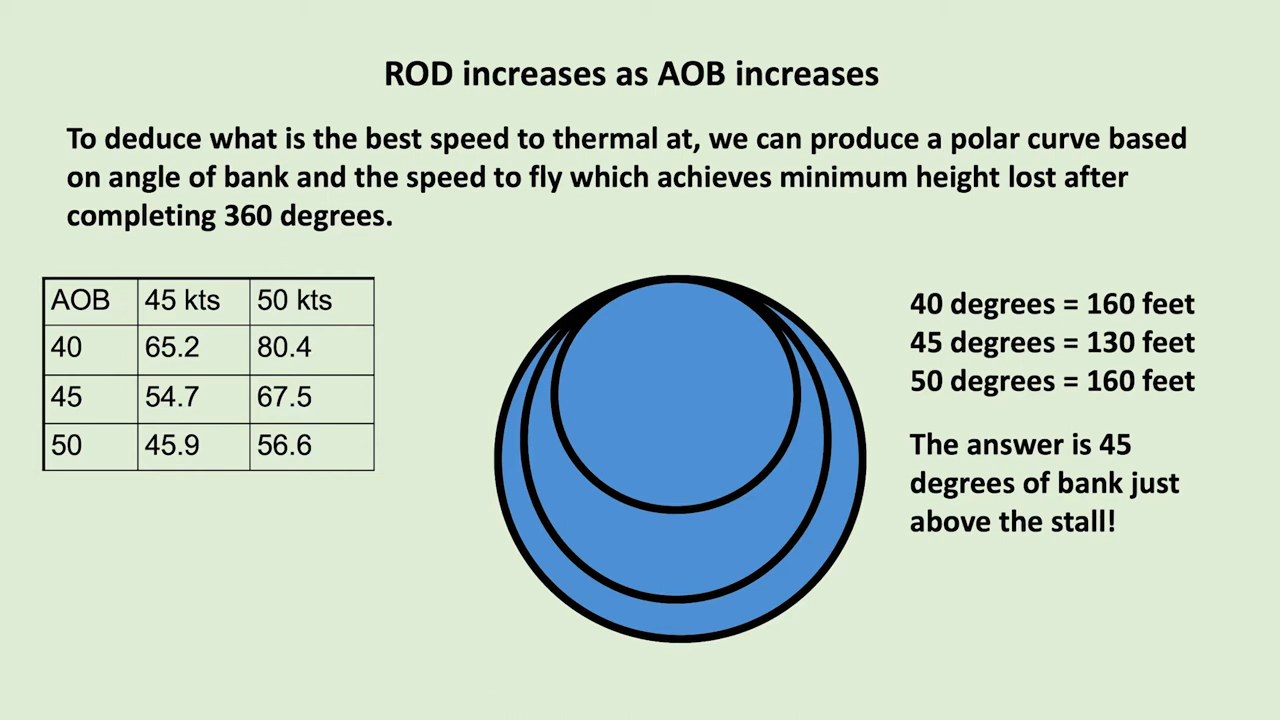 ROD increases as AOB increases
To deduce what is the best speed to thermal at, we can produce a polar curve based
on angle of bank and the speed to fly which achieves minimum height lost after
completing 360 degrees.
AOB 45 kts 50 kts
40 65.2 80.4
45 54.7 67.5
50 45.9 56.6
40 degrees = 160 feet
45 degrees = 130 feet
50 degrees = 160 feet
The answer is 45
degrees of bank just
above the stall!